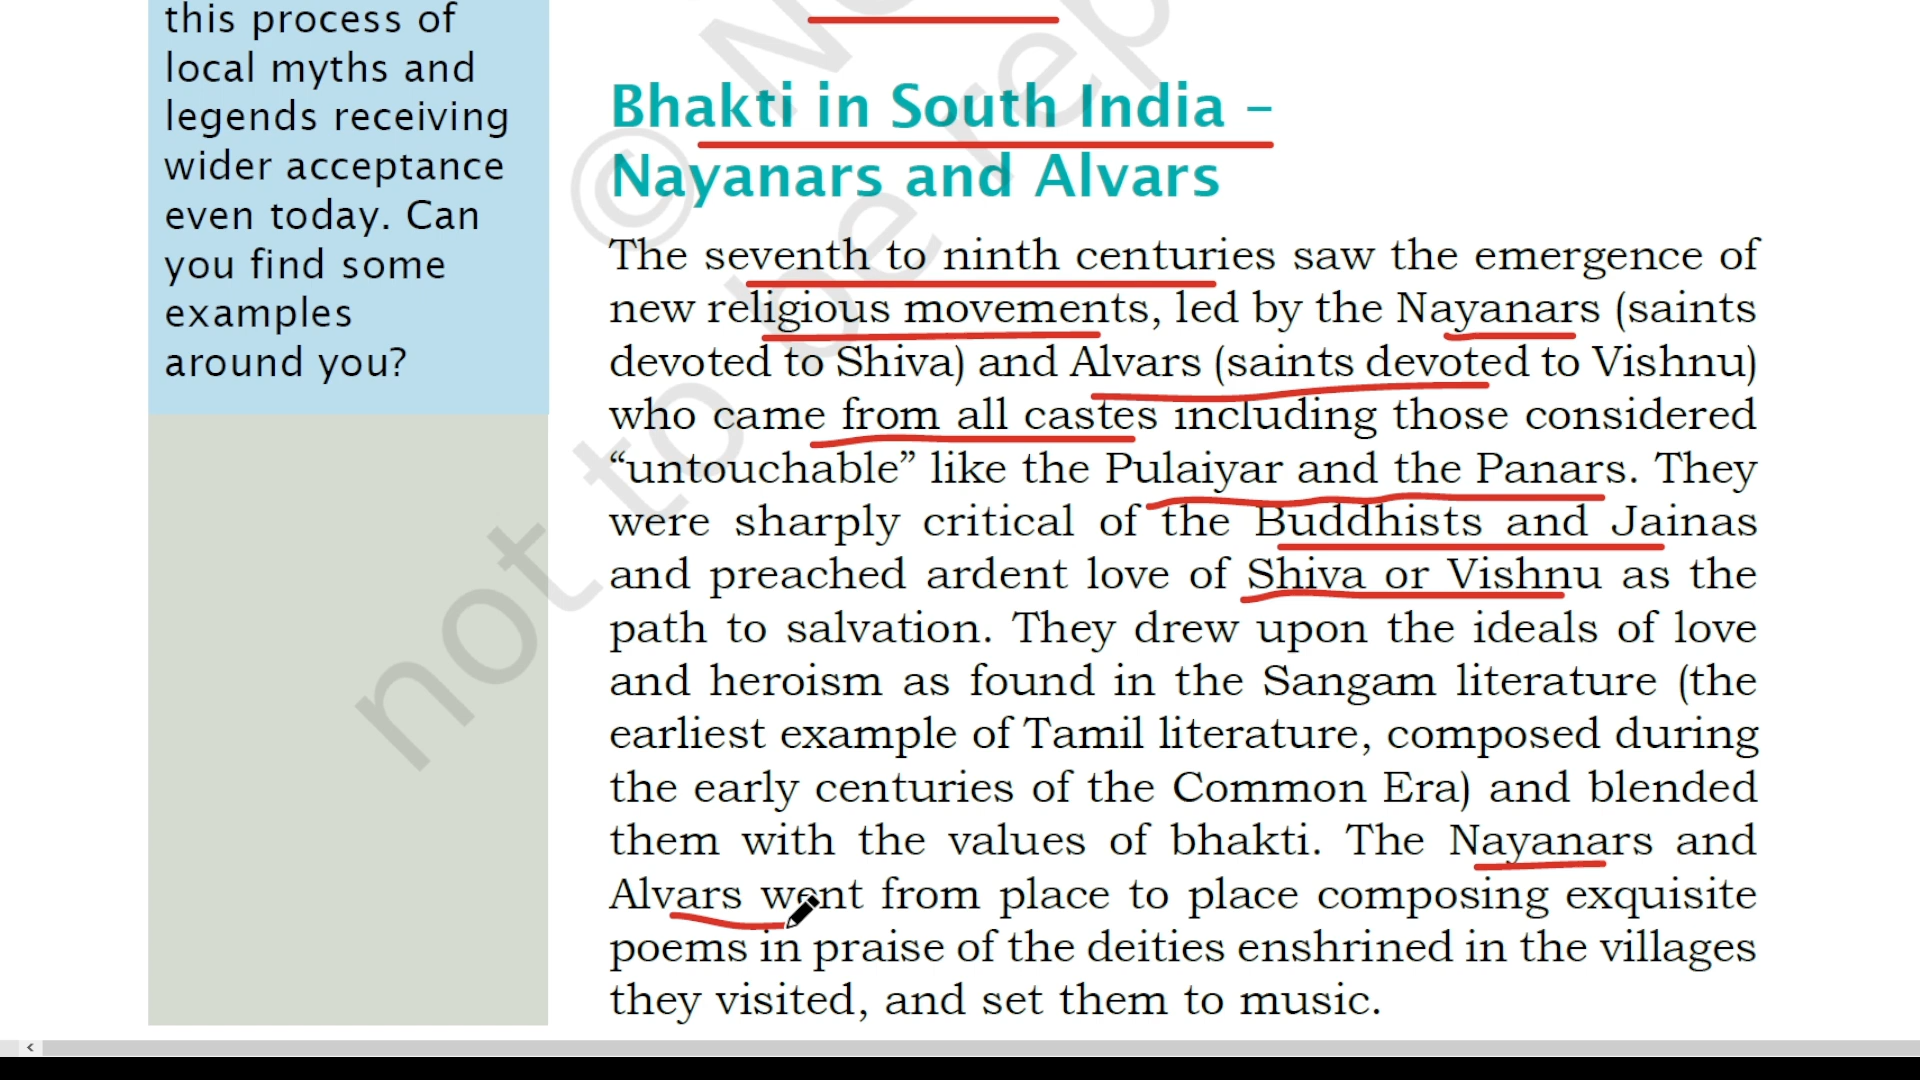 this process of
local myths and
legends receiving
wider acceptance
even today. Can
you find some
examples
around you?
Bhakti in South India –
Nayanars and Alvars
The seventh to ninth centuries saw the emergence of
new religious movements, led by the Nayanars (saints
devoted to Shiva) and Alvars (saints devoted to Vishnu)
who came from all castes including those considered
“untouchable” like the Pulaiyar and the Panars. They
were sharply critical of the Buddhists and Jainas
and preached ardent love of Shiva or Vishnu as the
path to salvation. They drew upon the ideals of love
and heroism as found in the Sangam literature (the
earliest example of Tamil literature, composed during
the early centuries of the Common Era) and blended
them with the values of bhakti. The Nayanars and
Alvars went from place to place composing exquisite
poems in praise of the deities enshrined in the villages
they visited, and set them to music.
not to be rep
© N